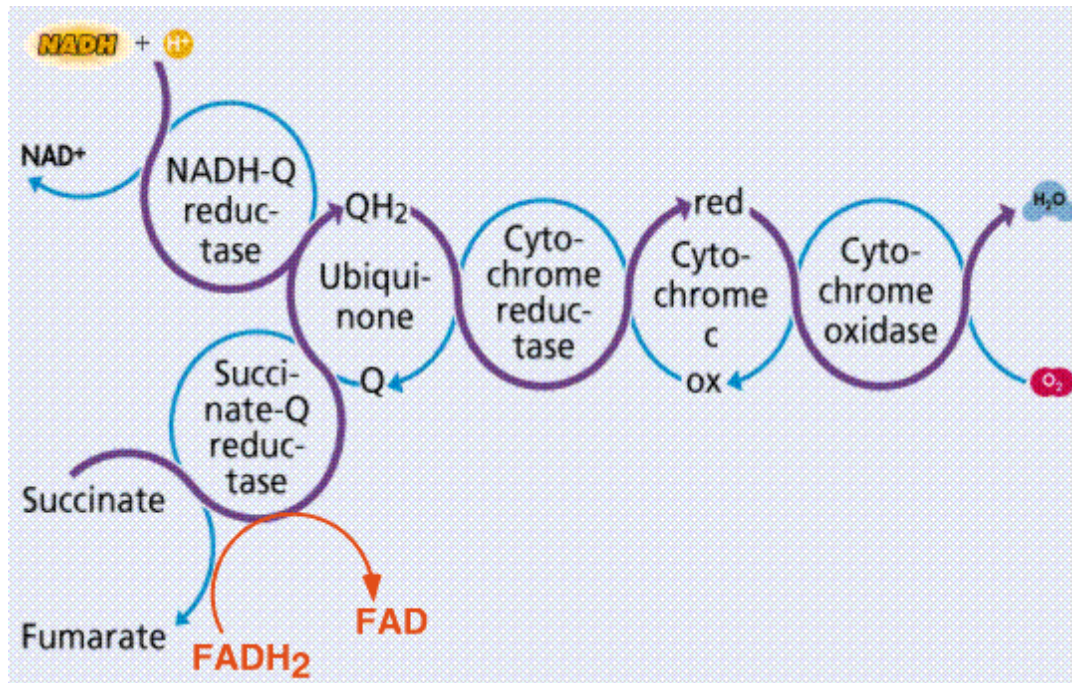 NADH + H⁺
NAD⁺
NADH-Q
reduc-
tase
QH₂
Ubiqui-
none
Q
Cyto-
chrome
reduc-
tase
red
Cyto-
chrome
c
ox
Cyto-
chrome
oxidase
H₂O
O₂
Succi-
nate-Q
reduc-
tase
Succinate
Fumarate
FADH₂
FAD